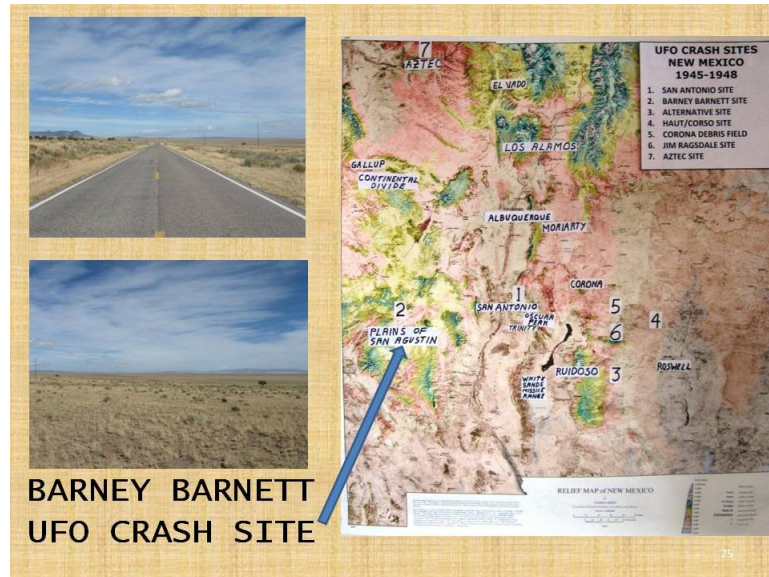 UFO CRASH SITES
NEW MEXICO
1945-1948
1. SAN ANTONIO SITE
2. BARNEY BARNETT SITE
3. ALTERNATIVE SITE
4. HAUT/CORSO SITE
5. CORONA DEBRIS FIELD
6. JIM RAGSDALE SITE
7. AZTEC SITE
7
AZTEC
EL VADO
LOS ALAMOS
GALLUP
CONTINENTAL
DIVIDE
ALBUQUERQUE
MORIARTY
CORONA
1
SAN ANTONIO
OSCURA
PEAK
TRINITY
2
PLAINS OF
SAN AGUSTIN
5
4
6
ROSWELL
RUIDOSO
3
WHITE
SANDS
MISSILE
RANGE
RELIEF MAP of NEW MEXICO
BARNEY BARNETT
UFO CRASH SITE
25